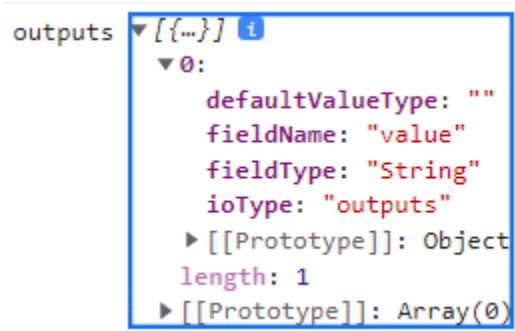 outputs ▼[{…}] i
▼0:
defaultValueType: ""
fieldName: "value"
fieldType: "String"
ioType: "outputs"
▶[[Prototype]]: Object
length: 1
▶[[Prototype]]: Array(0)